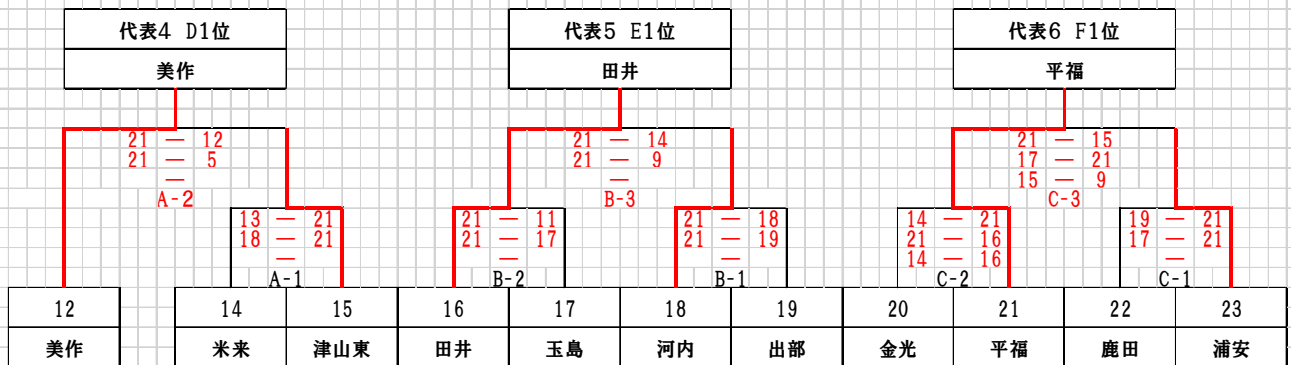 代表4 D1位
代表5 E1位
代表6 F1位
美作
田井
平福
21 — 12
21 — 5
—
A-2
21 — 14
21 — 9
—
B-3
21 — 15
17 — 21
15 — 9
C-3
13 — 21
18 — 21
—
A-1
21 — 11
21 — 17
—
B-2
21 — 18
21 — 19
—
B-1
14 — 21
21 — 16
14 — 16
C-2
19 — 21
17 — 21
—
C-1
12 14 15 16 17 18 19 20 21 22 23
美作 米来 津山東 田井 玉島 河内 出部 金光 平福 鹿田 浦安